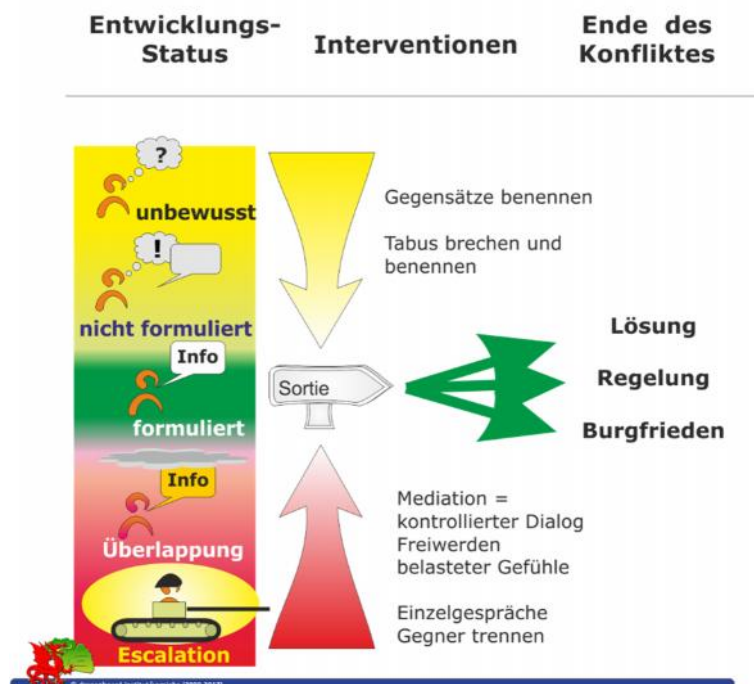 Entwicklungs-
Status
Interventionen
Ende des
Konfliktes
?
unbewusst
!
nicht formuliert
Info
formuliert
Info
Überlappung
Escalation
Gegensätze benennen
Tabus brechen und
benennen
Sortie
Mediation =
kontrollierter Dialog
Freiwerden
belasteter Gefühle
Einzelgespräche
Gegner trennen
Lösung
Regelung
Burgfrieden